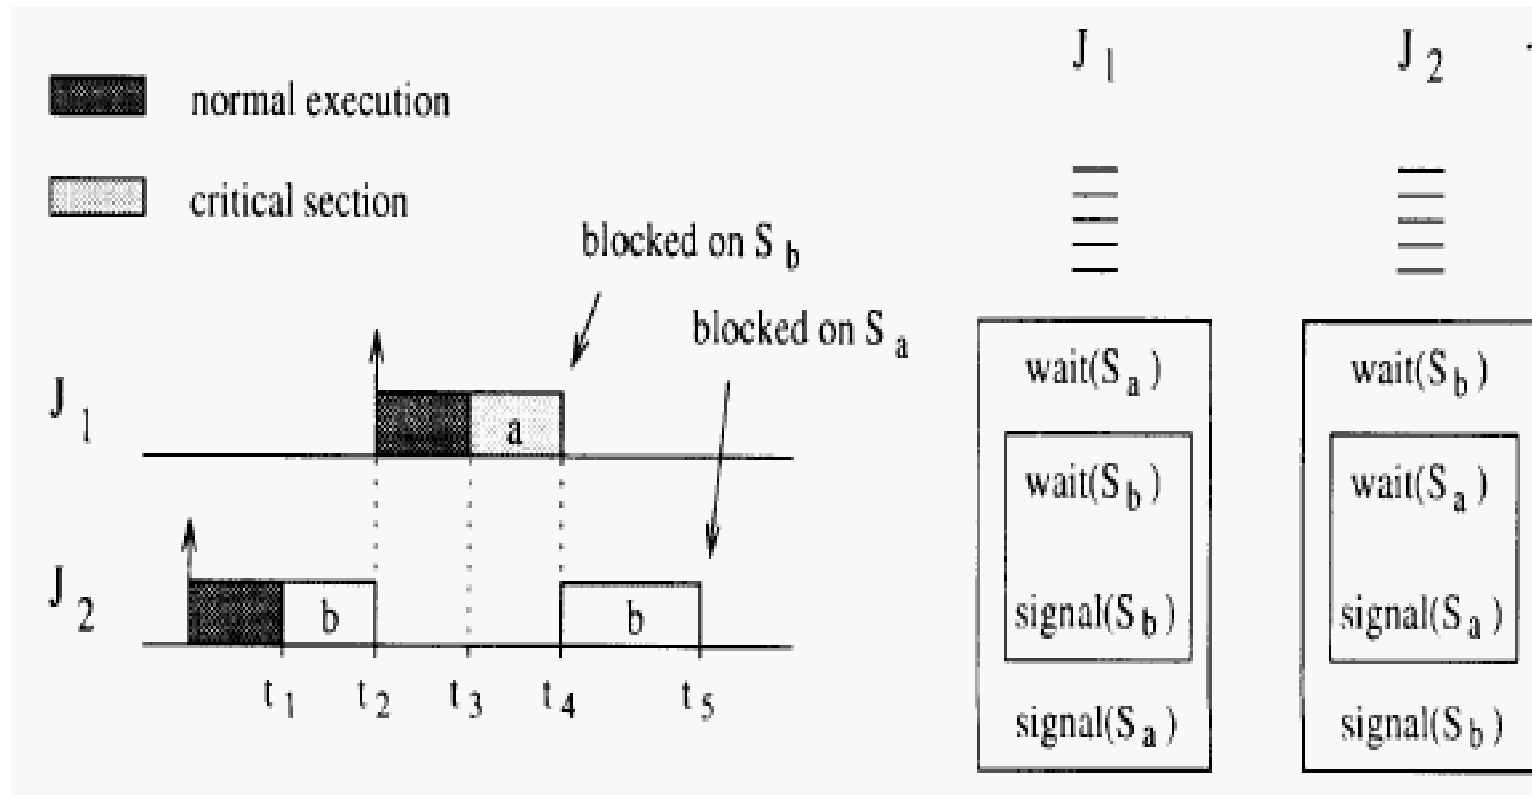 normal execution
critical section
blocked on S b
blocked on S a
J 1
a
J 2
b
b
t 1
t 2
t 3
t 4
t 5
J 1
wait(S a )
wait(S b )
signal(S b )
signal(S a )
J 2
wait(S b )
wait(S a )
signal(S a )
signal(S b )